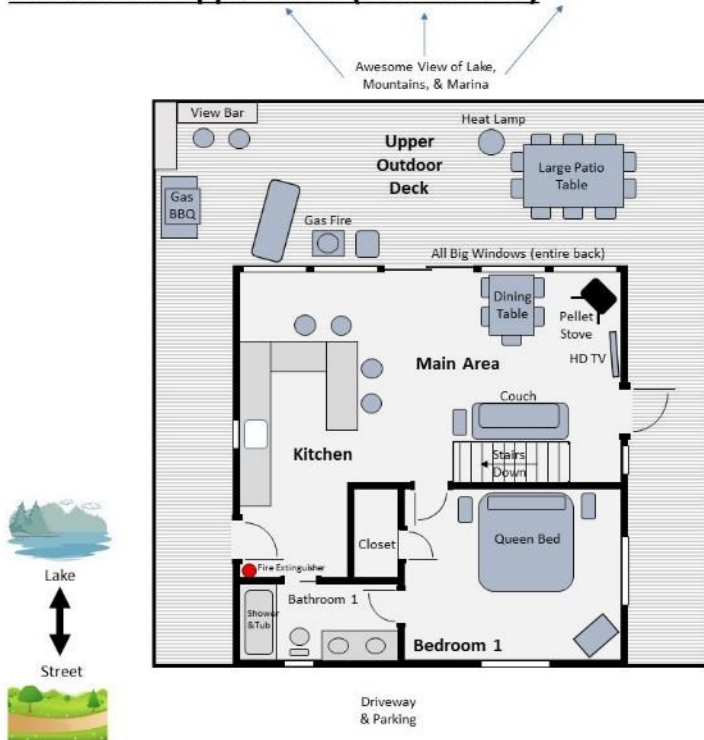 Awesome View of Lake,
Mountains, & Marina
View Bar
Heat Lamp
Upper
Outdoor
Deck
Large Patio
Table
Gas
BBQ
Gas Fire
All Big Windows (entire back)
Dining
Table
Pellet
Stove
HD TV
Main Area
Couch
Kitchen
Stairs
Down
Closet
Queen Bed
Fire Extinguisher
Bathroom 1
Shower
&Tub
Bedroom 1
Lake
Street
Driveway
& Parking